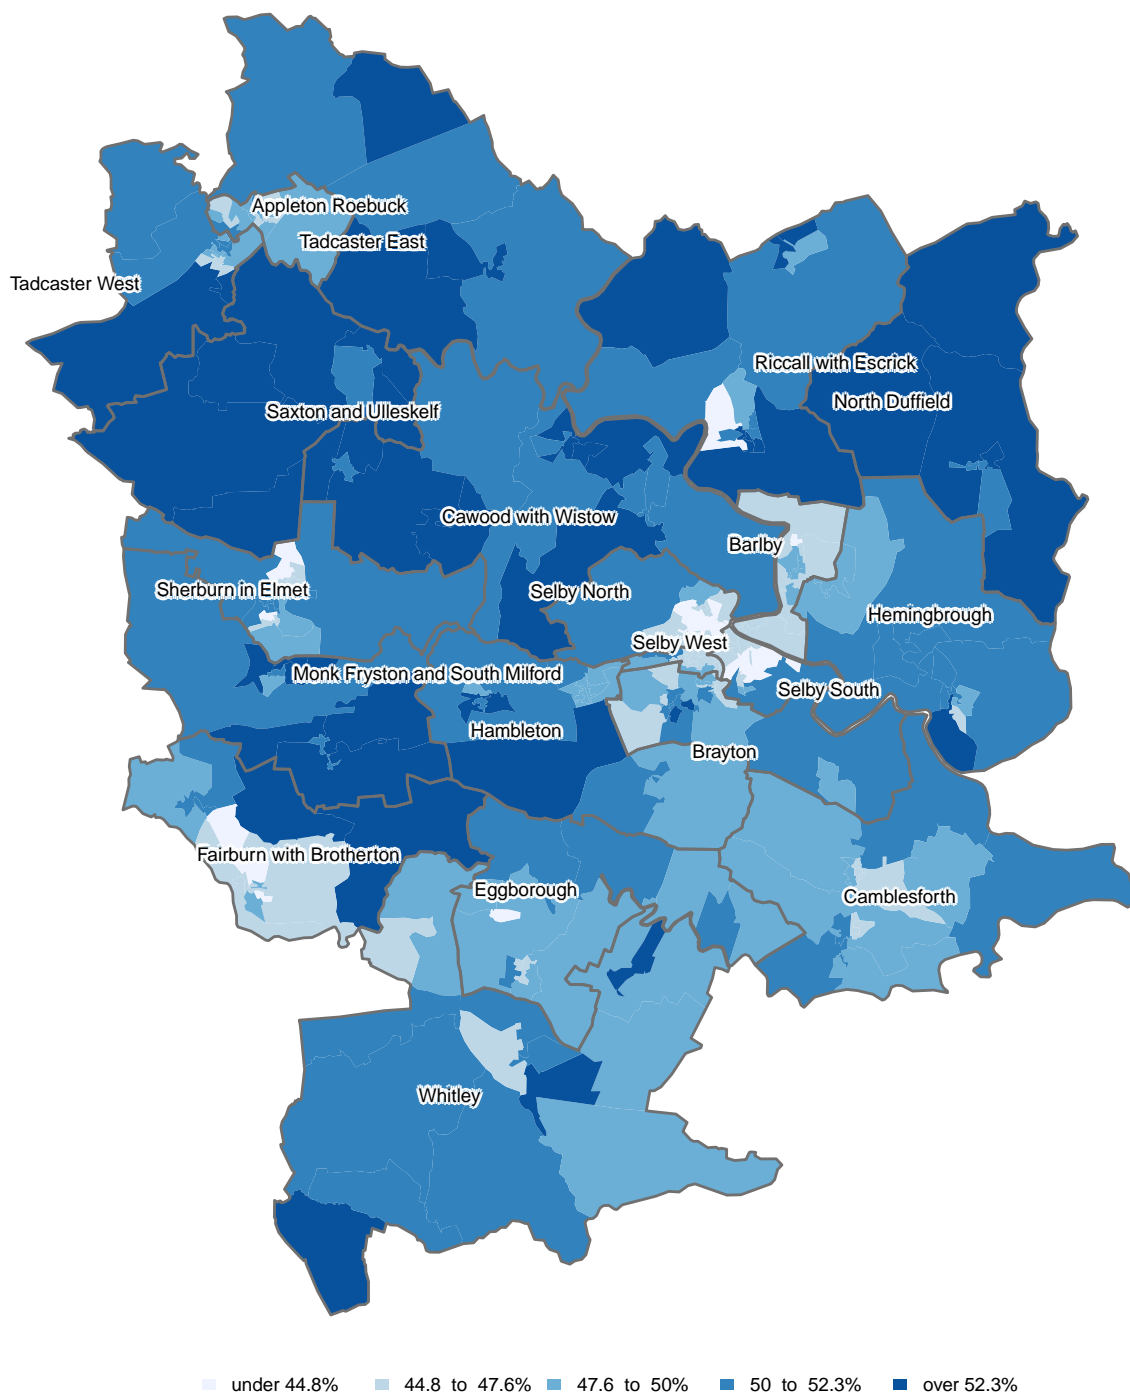 Appleton Roebuck
Tadcaster East
Tadcaster West
Riccall with Escrick
North Duffield
Saxton and Ulleskelf
Cawood with Wistow
Barlby
Sherburn in Elmet
Selby North
Hemingbrough
Selby West
Monk Fryston and South Milford
Selby South
Hambleton
Brayton
Fairburn with Brotherton
Eggborough
Camblesforth
Whitley
under 44.8% 44.8 to 47.6% 47.6 to 50% 50 to 52.3% over 52.3%